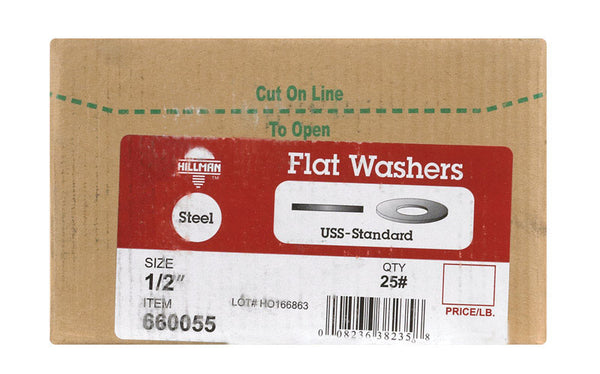 Cut On Line
To Open
HILLMAN
TM
Flat Washers
Steel
USS-Standard
SIZE
1/2"
ITEM
660055
LOT# HO166863
QTY
25#
PRICE/LB.
0 08236 38235 8